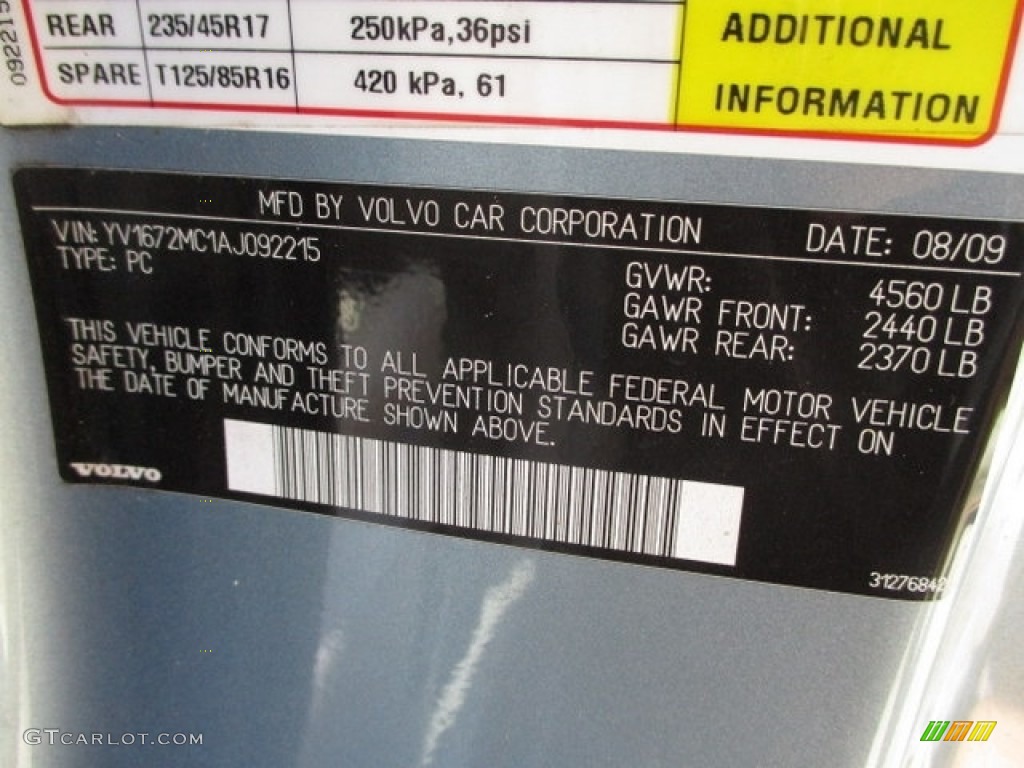 092215
REAR 235/45R17 250kPa,36psi
SPARE T125/85R16 420 kPa, 61
ADDITIONAL
INFORMATION
MFD BY VOLVO CAR CORPORATION
DATE: 08/09
VIN: YV1672MC1AJ092215
TYPE: PC
GVWR: 4560 LB
GAWR FRONT: 2440 LB
GAWR REAR: 2370 LB
THIS VEHICLE CONFORMS TO ALL APPLICABLE FEDERAL MOTOR VEHICLE
SAFETY, BUMPER AND THEFT PREVENTION STANDARDS IN EFFECT ON
THE DATE OF MANUFACTURE SHOWN ABOVE.
VOLVO
31276842
GTCARLOT.COM